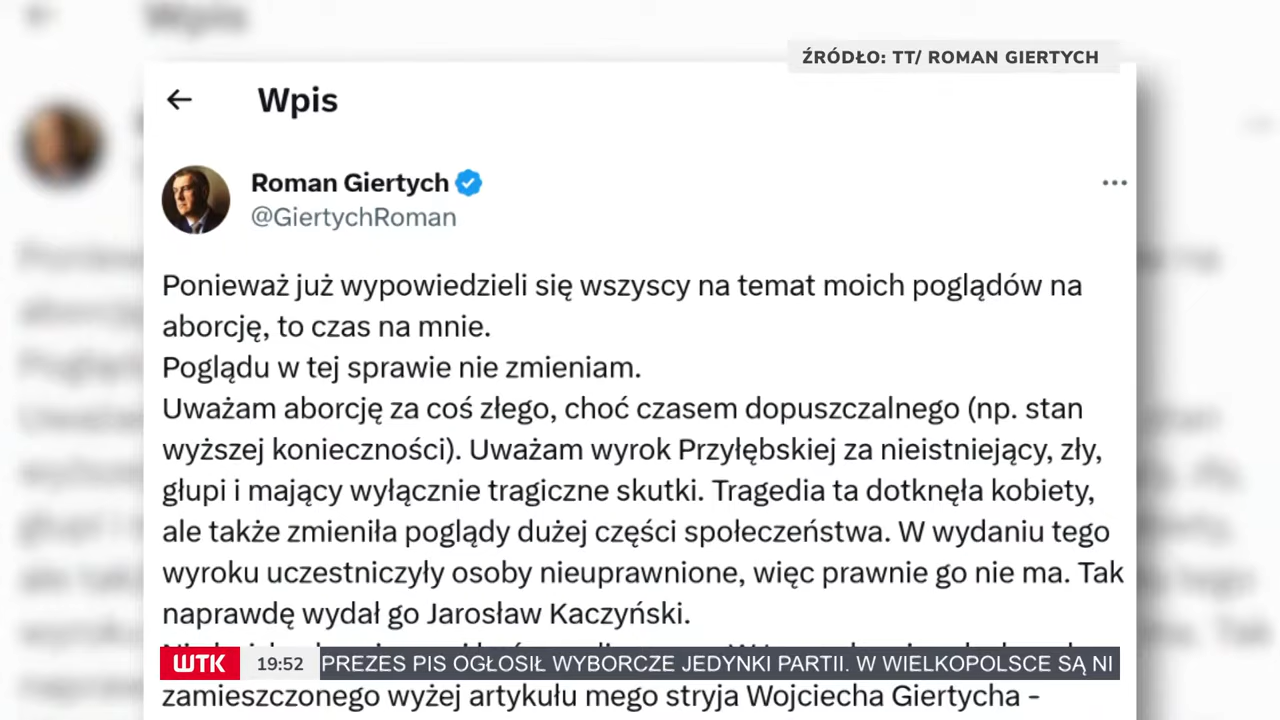 ŹRÓDŁO: TT/ ROMAN GIERTYCH
Wpis
Roman Giertych
@GiertychRoman
Ponieważ już wypowiedzieli się wszyscy na temat moich poglądów na
aborcję, to czas na mnie.
Poglądu w tej sprawie nie zmieniam.
Uważam aborcję za coś złego, choć czasem dopuszczalnego (np. stan
wyższej konieczności). Uważam wyrok Przyłębskiej za nieistniejący, zły,
głupi i mający wyłącznie tragiczne skutki. Tragedia ta dotknęła kobiety,
ale także zmieniła poglądy dużej części społeczeństwa. W wydaniu tego
wyroku uczestniczyły osoby nieuprawnione, więc prawnie go nie ma. Tak
naprawdę wydał go Jarosław Kaczyński.
WTK 19:52 PREZES PIS OGŁOSIŁ WYBORCZE JEDYNKI PARTII. W WIELKOPOLSCE SĄ NI
zamieszczonego wyżej artykułu mego stryja Wojciecha Giertycha -